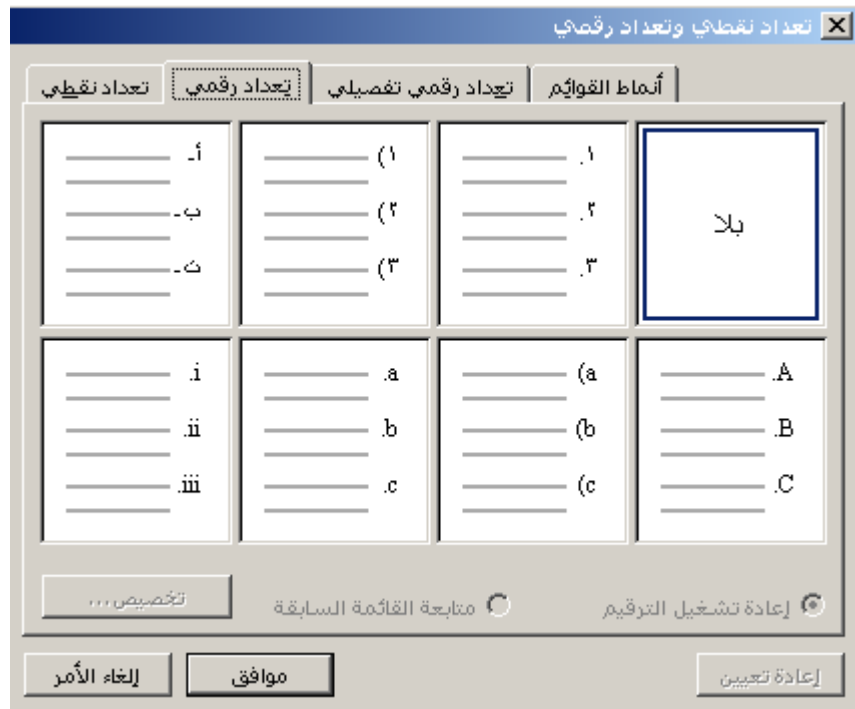 تعداد نقطي وتعداد رقمي
تعداد نقطي
تعداد رقمي
تعداد رقمي تفصيلي
أنماط القوائم
بلا
١.
٢.
٣.
١)
٢)
٣)
أ-
ب-
ت-
A.
B.
C.
a)
b)
c)
a.
b.
c.
i.
ii.
iii.
إعادة تشغيل الترقيم
متابعة القائمة السابقة
تخصيص...
إعادة تعيين
موافق
إلغاء الأمر